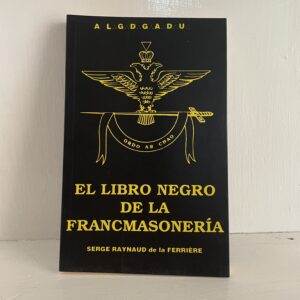 A L.G.D.G.A.D.U
ORDO AB CHAO
EL LIBRO NEGRO
DE LA
FRANCMASONERÍA
SERGE RAYNAUD de la FERRIÈRE